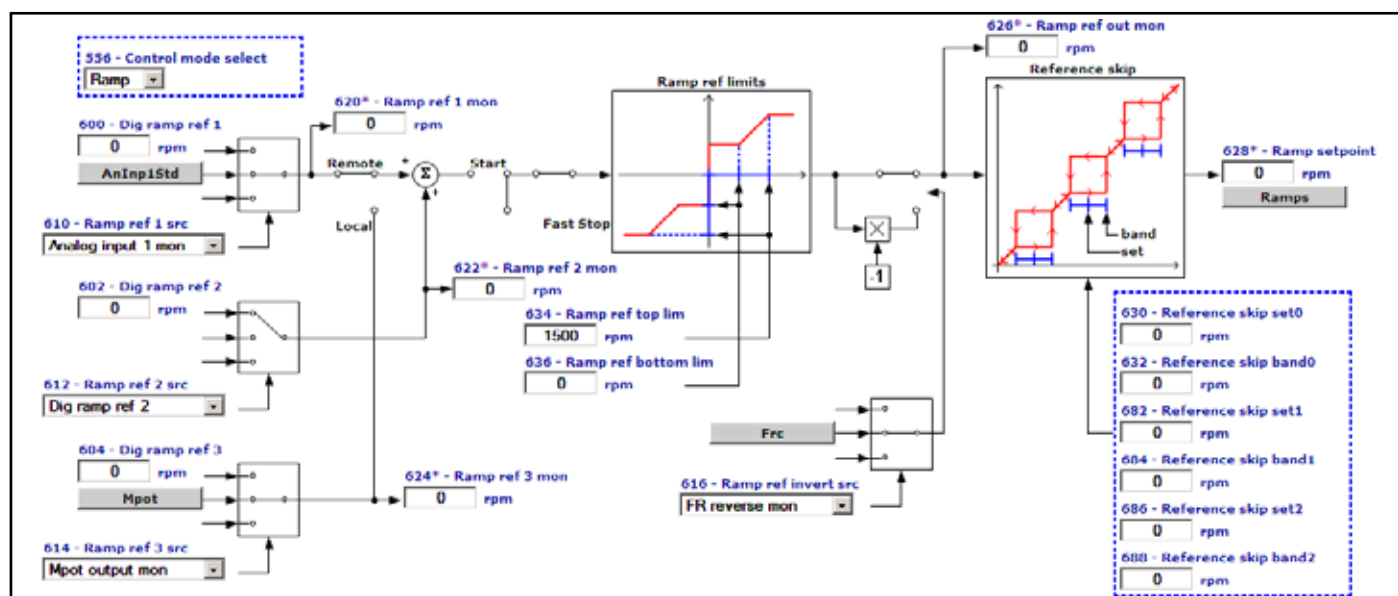 556 - Control mode select
Ramp
600 - Dig ramp ref 1
0 rpm
AnInp1Std
610 - Ramp ref 1 src
Analog input 1 mon
602 - Dig ramp ref 2
0 rpm
612 - Ramp ref 2 src
Dig ramp ref 2
604 - Dig ramp ref 3
0 rpm
Mpot
614 - Ramp ref 3 src
Mpot output mon
620* - Ramp ref 1 mon
0 rpm
Remote
Local
+
Σ
+
Start
Fast Stop
622* - Ramp ref 2 mon
0 rpm
624* - Ramp ref 3 mon
0 rpm
Ramp ref limits
634 - Ramp ref top lim
1500 rpm
636 - Ramp ref bottom lim
0 rpm
X
-1
Frc
616 - Ramp ref invert src
FR reverse mon
626* - Ramp ref out mon
0 rpm
Reference skip
band
set
628* - Ramp setpoint
0 rpm
Ramps
630 - Reference skip set0
0 rpm
632 - Reference skip band0
0 rpm
682 - Reference skip set1
0 rpm
684 - Reference skip band1
0 rpm
686 - Reference skip set2
0 rpm
688 - Reference skip band2
0 rpm